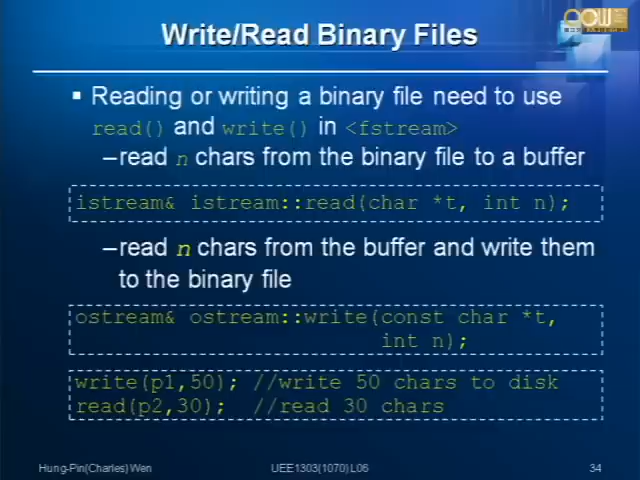 Write/Read Binary Files
▪ Reading or writing a binary file need to use
read() and write() in <fstream>
–read n chars from the binary file to a buffer
istream& istream::read(char *t, int n);
–read n chars from the buffer and write them
to the binary file
ostream& ostream::write(const char *t,
int n);
write(p1,50); //write 50 chars to disk
read(p2,30); //read 30 chars
Hung-Pin(Charles) Wen
UEE1303(1070) L06
34